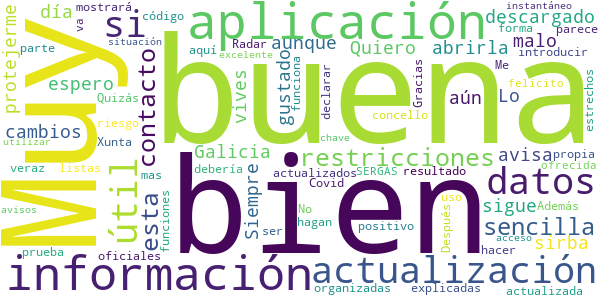 instantáneo
día
mostrará
código
si
aplicación
descargado
va
parte
aquí
Radar
aunque
Quiero
abrirla
malo
forma
parece
introducir
protejerme
Muy
buena
excelente
funciona
situación
espero
Quizás
vives
gustado
declarar
Gracias
aún
Me
felicito
Lo
estrechos
cambios
riesgo
Xunta
contacto
chave
concello
utilizar
Galicia
restricciones
avisa
propia
ofrecida
veraz
listas
mas
útil
debería
Siempre
actualizados
Covid
SERGAS
resultado
datos
avisos
funciones
esta
bien
No
hagan
positivo
sigue
Después
uso
Además
sencilla
prueba
oficiales
ser
acceso
hacer
sirba
información
actualización
organizadas
explicadas
actualizada